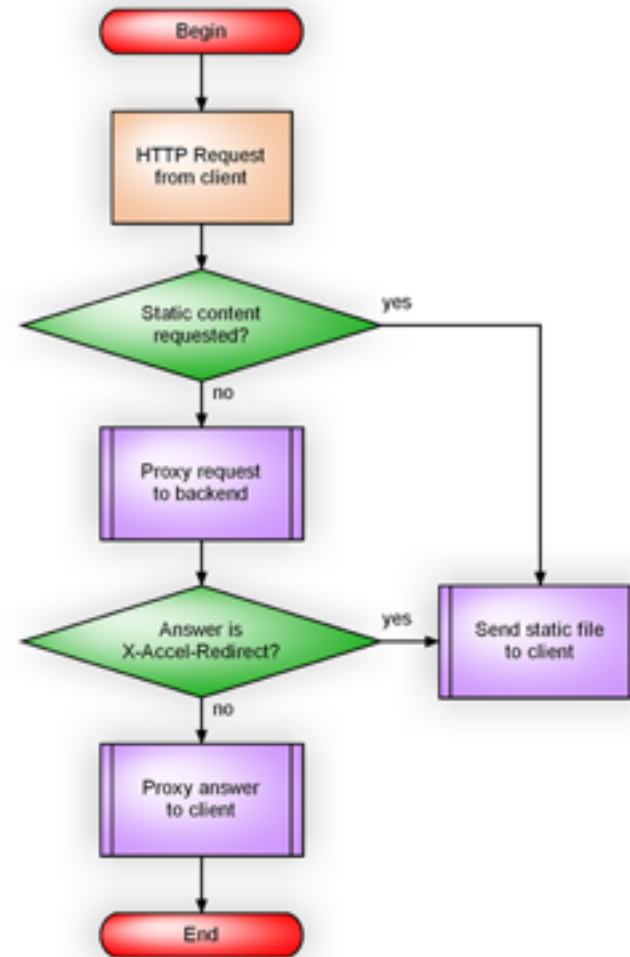 Begin
HTTP Request
from client
Static content
requested?
yes
no
Proxy request
to backend
Answer is
X-Accel-Redirect?
yes
Send static file
to client
no
Proxy answer
to client
End